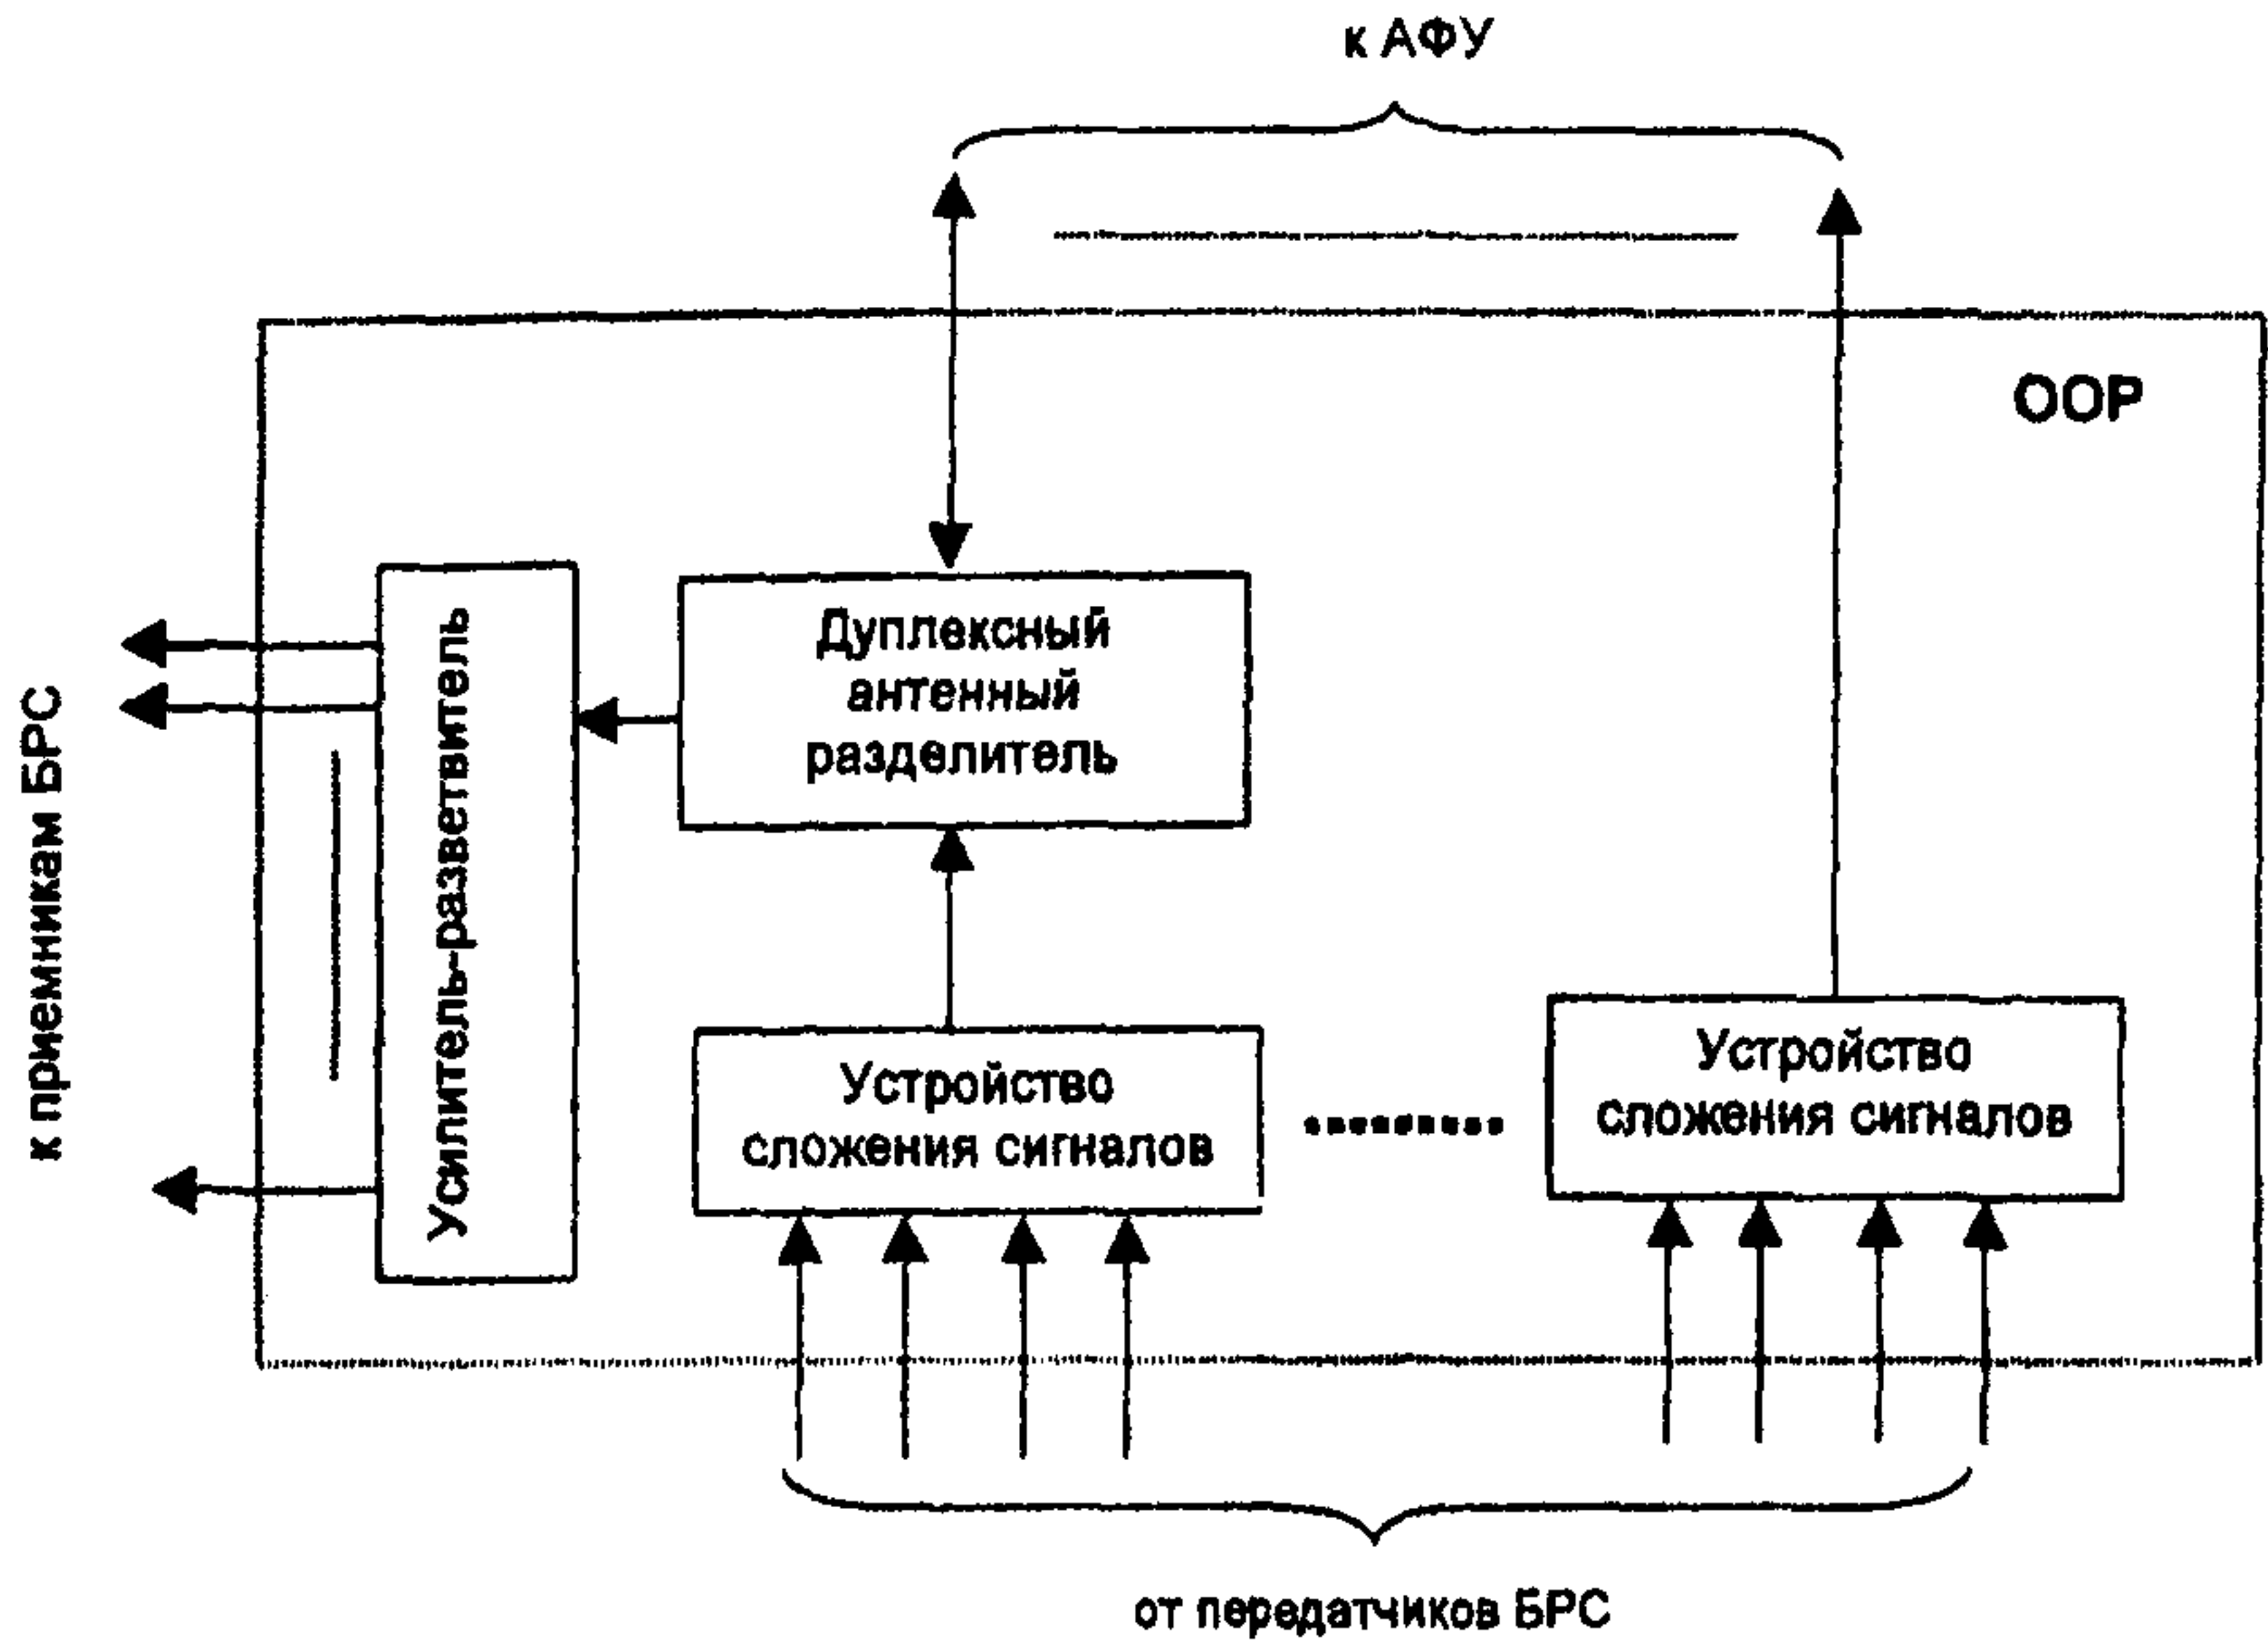 к АФУ
ООР
Дуплексный
антенный
разделитель
Усилитель-разветвитель
к приемникам БРС
Устройство
сложения сигналов
Устройство
сложения сигналов
от передатчиков БРС